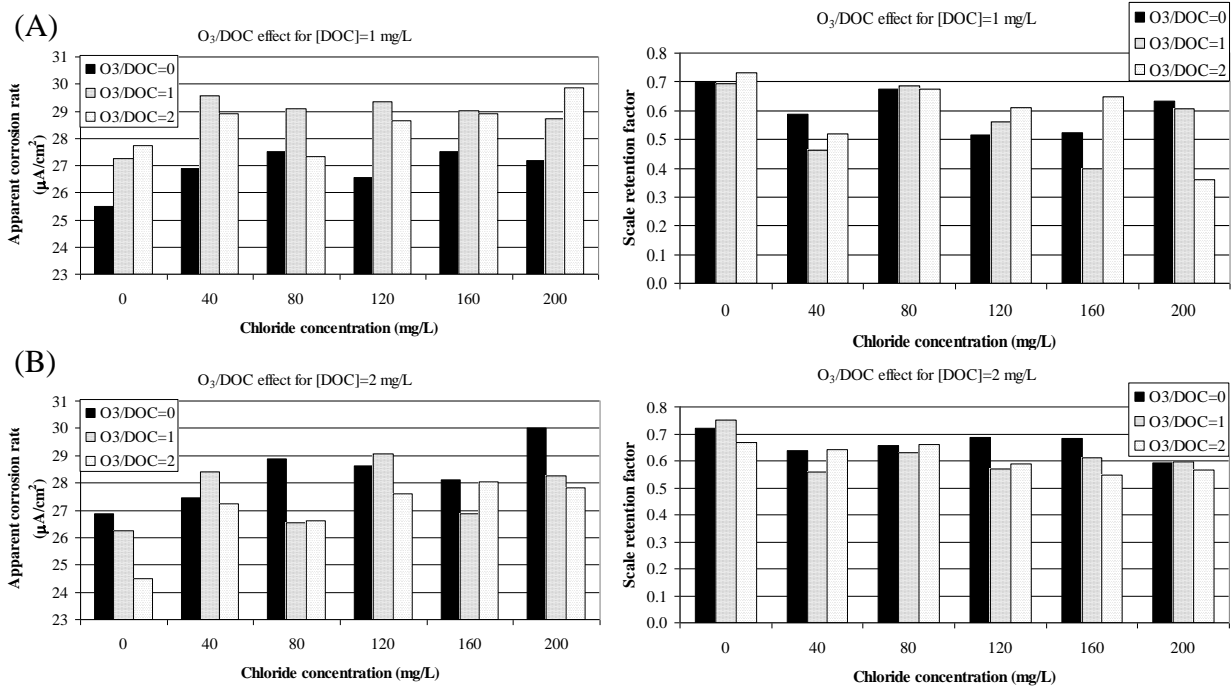 (A)
O3/DOC effect for [DOC]=1 mg/L
Apparent corrosion rate
(µA/cm2)
31
30
29
28
27
26
25
24
23
O3/DOC=0
O3/DOC=1
O3/DOC=2
0 40 80 120 160 200
Chloride concentration (mg/L)
O3/DOC effect for [DOC]=1 mg/L
Scale retention factor
0.8
0.7
0.6
0.5
0.4
0.3
0.2
0.1
0.0
O3/DOC=0
O3/DOC=1
O3/DOC=2
0 40 80 120 160 200
Chloride concentration (mg/L)
(B)
O3/DOC effect for [DOC]=2 mg/L
Apparent corrosion rate
(µA/cm2)
31
30
29
28
27
26
25
24
23
O3/DOC=0
O3/DOC=1
O3/DOC=2
0 40 80 120 160 200
Chloride concentration (mg/L)
O3/DOC effect for [DOC]=2 mg/L
Scale retention factor
0.8
0.7
0.6
0.5
0.4
0.3
0.2
0.1
0.0
O3/DOC=0
O3/DOC=1
O3/DOC=2
0 40 80 120 160 200
Chloride concentration (mg/L)